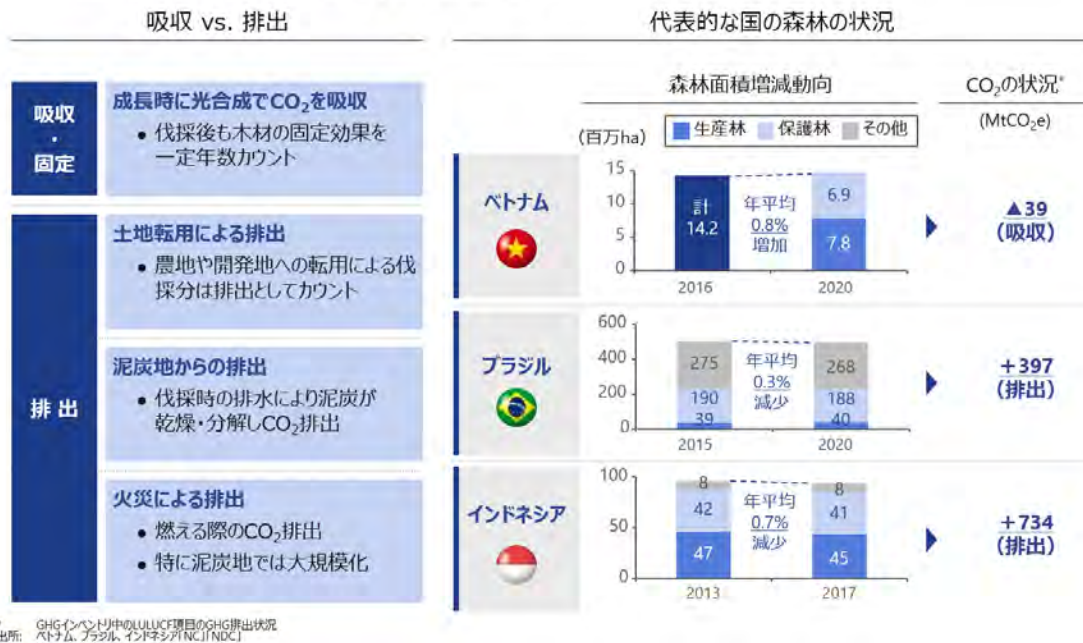 吸収 vs. 排出
吸収
・
固定
成長時に光合成でCO₂を吸収
• 伐採後も木材の固定効果を
一定年数カウント
排出
土地転用による排出
• 農地や開発地への転用による伐
採分は排出としてカウント
泥炭地からの排出
• 伐採時の排水により泥炭が
乾燥・分解しCO₂排出
火災による排出
• 燃える際のCO₂排出
• 特に泥炭地では大規模化
代表的な国の森林の状況
森林面積増減動向
CO₂の状況*
(MtCO₂e)
(百万ha)
生産林 保護林 その他
ベトナム
15
10
5
0
計
14.2
年平均
0.8%
増加
6.9
7.8
2016
2020
▲39
(吸収)
ブラジル
600
400
200
0
275
190
39
年平均
0.3%
減少
268
188
40
2015
2020
+397
(排出)
インドネシア
100
50
0
8
42
47
年平均
0.7%
減少
8
41
45
2013
2017
+734
(排出)
GHGインベントリ中のLULUCF項目のGHG排出状況
出所: ベトナム、ブラジル、インドネシア「NC」「NDC」